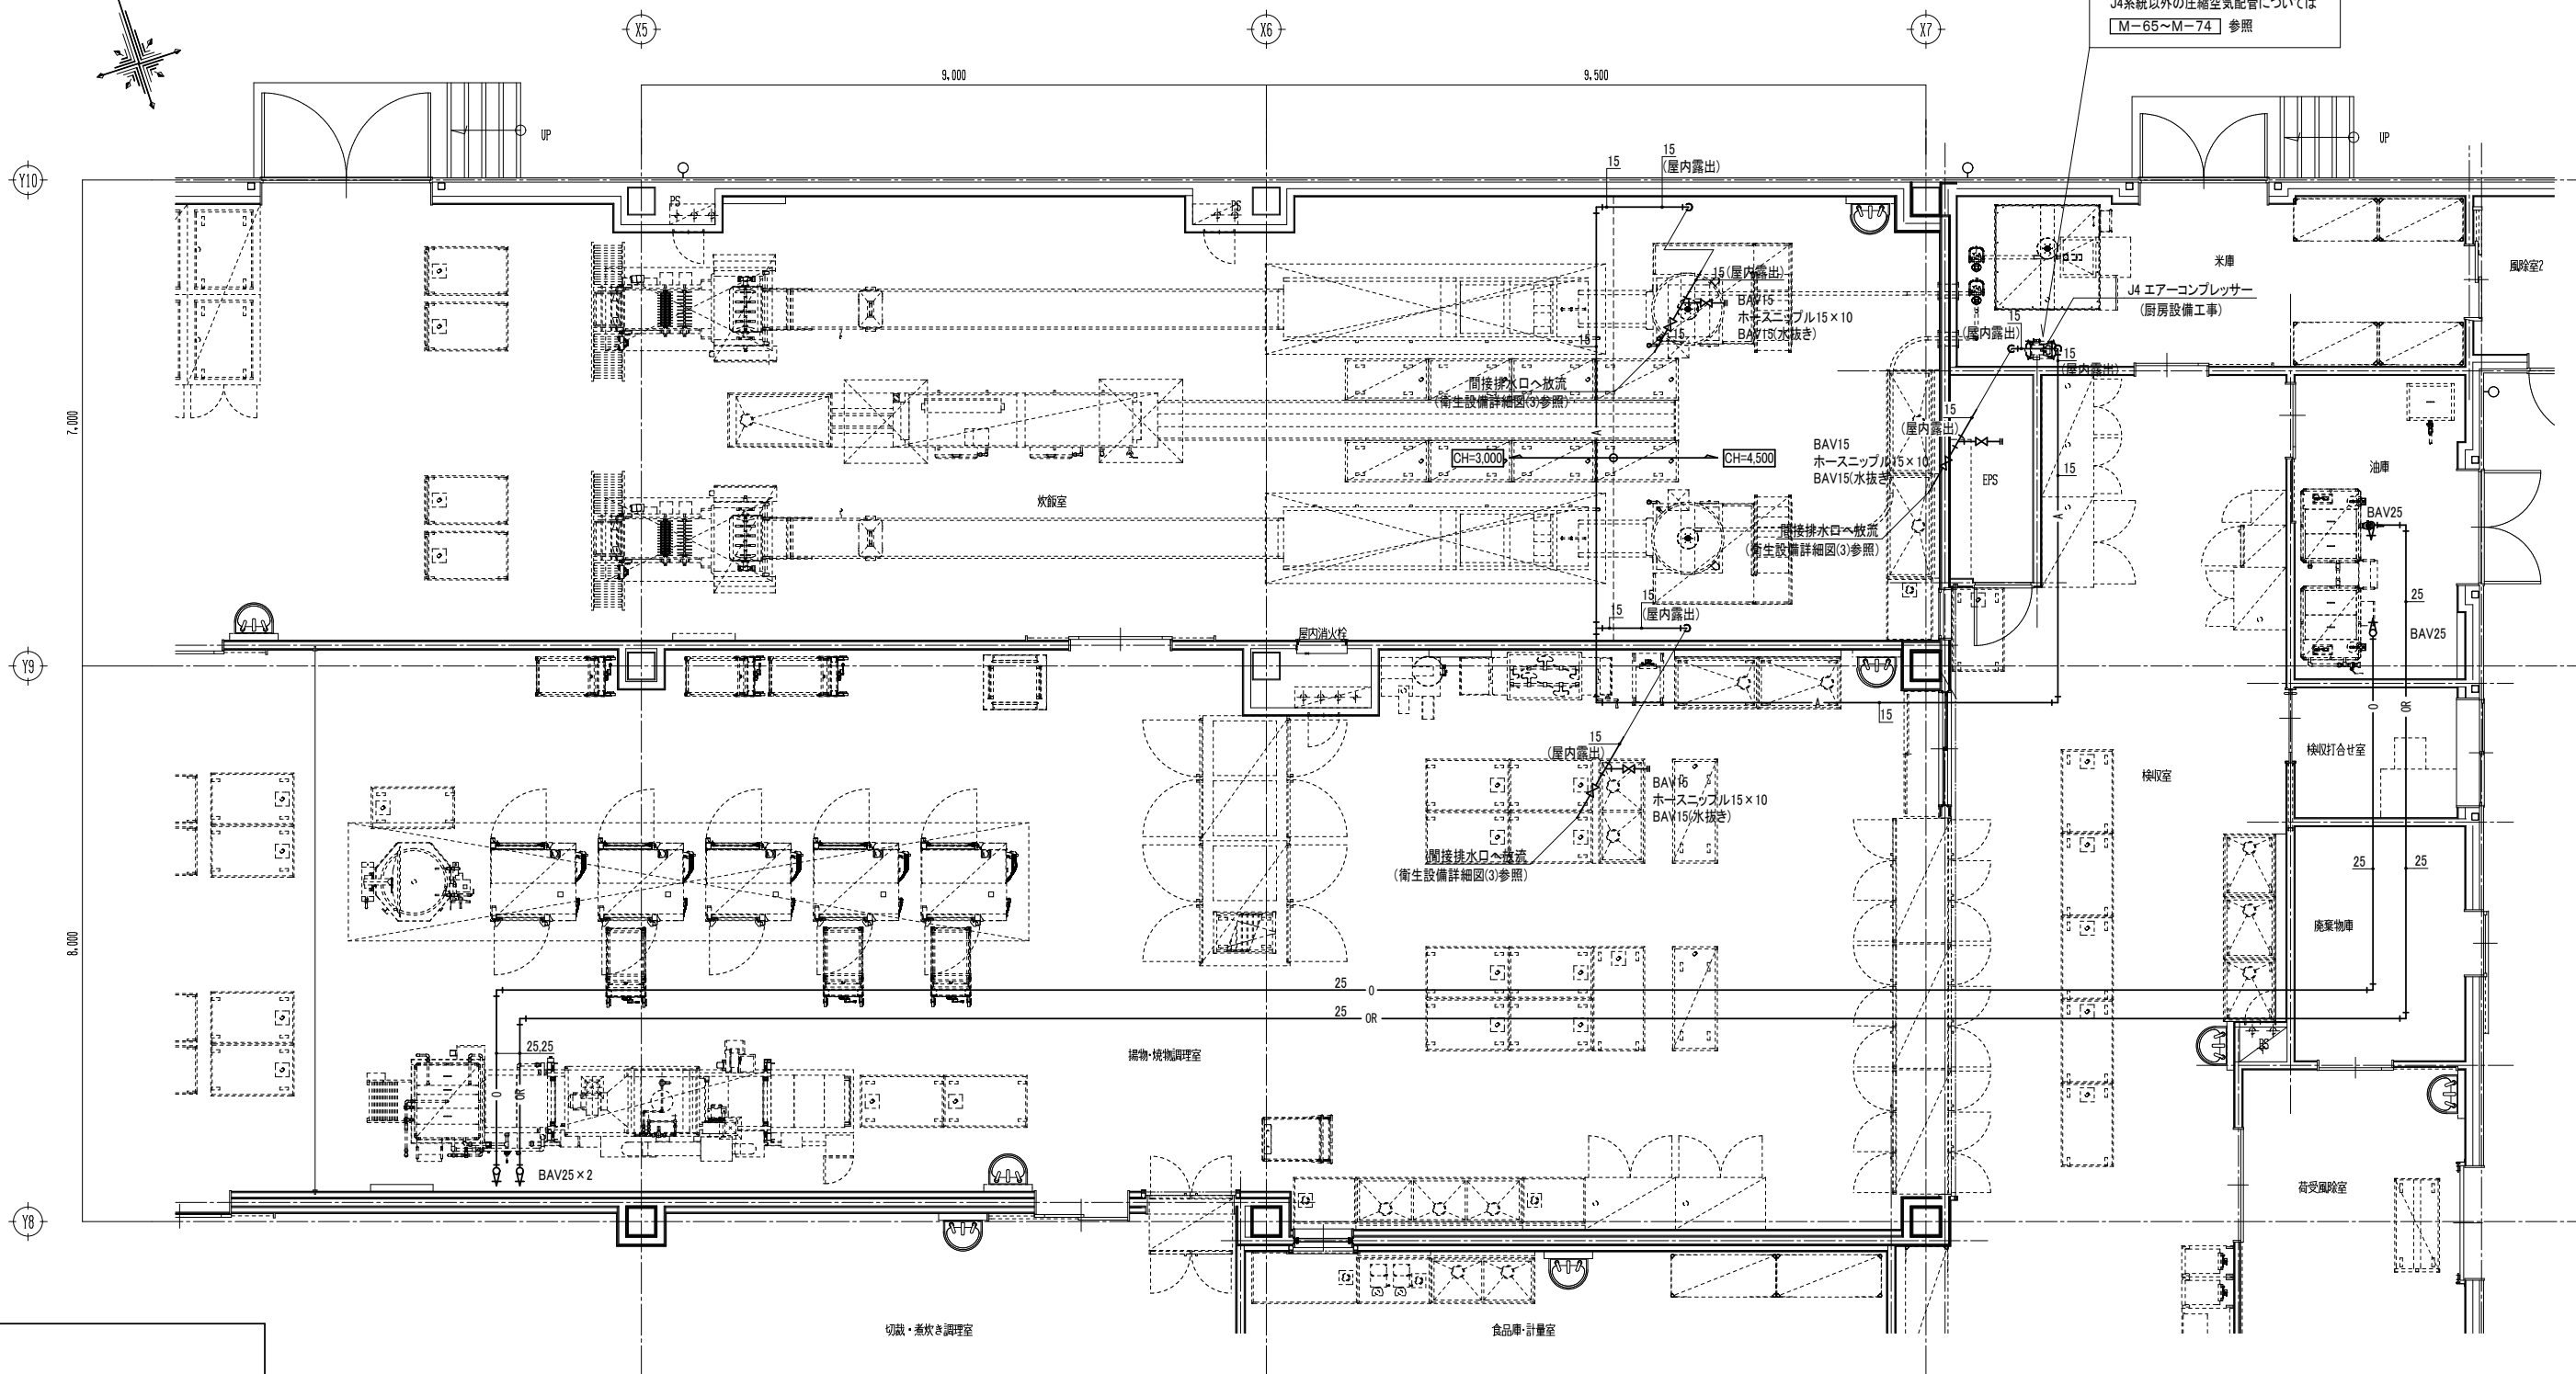 J4系統以外の圧縮空気配管については
M-65~M-74 参照
X5
X6
X7
9,000
9,500
UP
UP
Y10
15
15
(屋内露出)
PS
PS
米庫
風除室2
15(屋内露出)
BAV15
ホースニップル15×10
BAV15(水抜き)
15
15
J4 エアーコンプレッサー
(厨房設備工事)
15
(屋内露出)
15
(屋内露出)
間接排水口へ放流
(衛生設備詳細図(3)参照)
7,000
A
15
(屋内露出)
CH=3,000
CH=4,500
BAV15
ホースニップル15×10
BAV15(水抜き)
EPS
15
油庫
炊飯室
BAV25
A
間接排水口へ放流
(衛生設備詳細図(3)参照)
15
15
(屋内露出)
25
BAV25
屋内消火栓
Y9
A
15
O
OR
15
(屋内露出)
検収打合せ室
検収室
BAV15
ホースニップル15×10
BAV15(水抜き)
間接排水口へ放流
(衛生設備詳細図(3)参照)
25
25
廃棄物庫
8,000
25
O
25
OR
25,25
PS
揚物・焼物調理室
O
OR
BAV25×2
荷受風除室
Y8
切裁・煮炊き調理室
食品庫・計量室